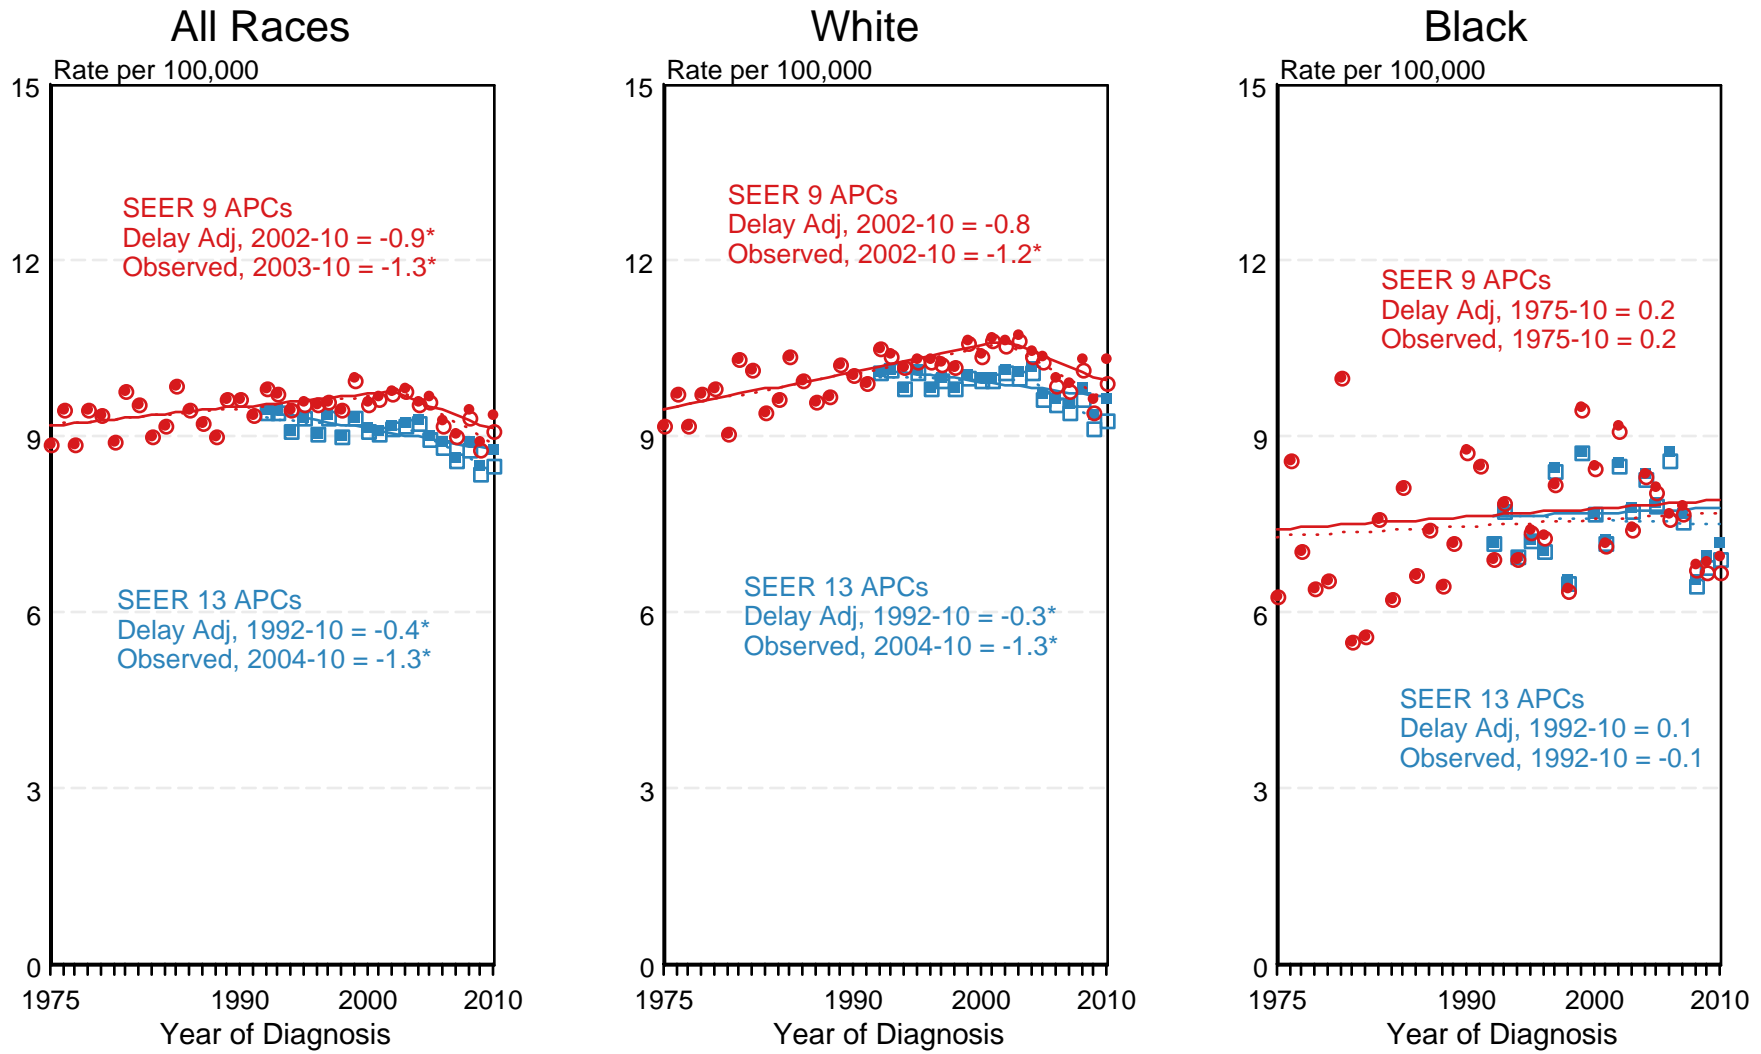 All Races
Rate per 100,000
15
12
9
6
3
0
SEER 9 APCs
Delay Adj, 2002-10 = -0.9*
Observed, 2003-10 = -1.3*
SEER 13 APCs
Delay Adj, 1992-10 = -0.4*
Observed, 2004-10 = -1.3*
1975 1990 2000 2010
Year of Diagnosis
White
Rate per 100,000
15
12
9
6
3
0
SEER 9 APCs
Delay Adj, 2002-10 = -0.8
Observed, 2002-10 = -1.2*
SEER 13 APCs
Delay Adj, 1992-10 = -0.3*
Observed, 2004-10 = -1.3*
1975 1990 2000 2010
Year of Diagnosis
Black
Rate per 100,000
15
12
9
6
3
0
SEER 9 APCs
Delay Adj, 1975-10 = 0.2
Observed, 1975-10 = 0.2
SEER 13 APCs
Delay Adj, 1992-10 = 0.1
Observed, 1992-10 = -0.1
1975 1990 2000 2010
Year of Diagnosis